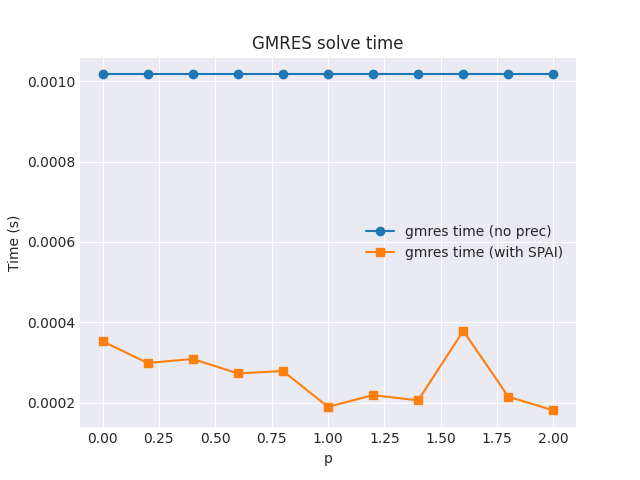 GMRES solve time
0.0010
0.0008
0.0006
0.0004
0.0002
Time (s)
gmres time (no prec)
gmres time (with SPAI)
0.00 0.25 0.50 0.75 1.00 1.25 1.50 1.75 2.00
p